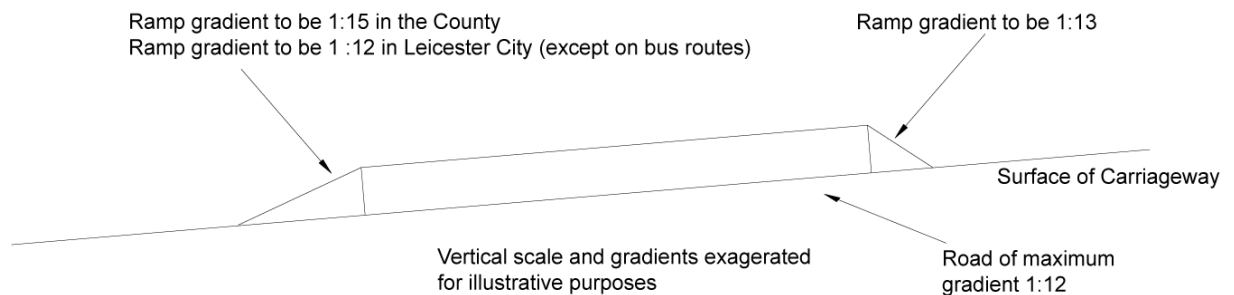 Ramp gradient to be 1:15 in the County
Ramp gradient to be 1 :12 in Leicester City (except on bus routes)
Ramp gradient to be 1:13
Surface of Carriageway
Vertical scale and gradients exagerated
for illustrative purposes
Road of maximum
gradient 1:12